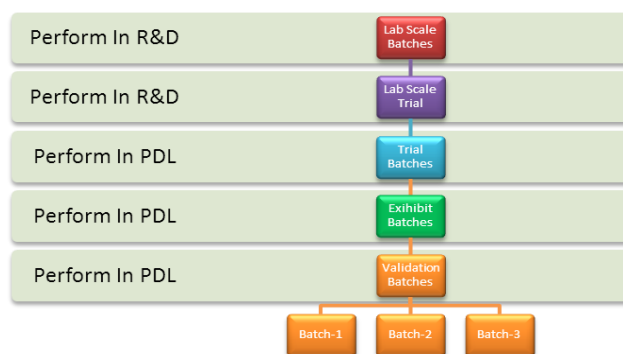 Perform In R&D
Lab Scale
Batches
Perform In R&D
Lab Scale
Trial
Perform In PDL
Trial
Batches
Perform In PDL
Exihibit
Batches
Perform In PDL
Validation
Batches
Batch-1
Batch-2
Batch-3